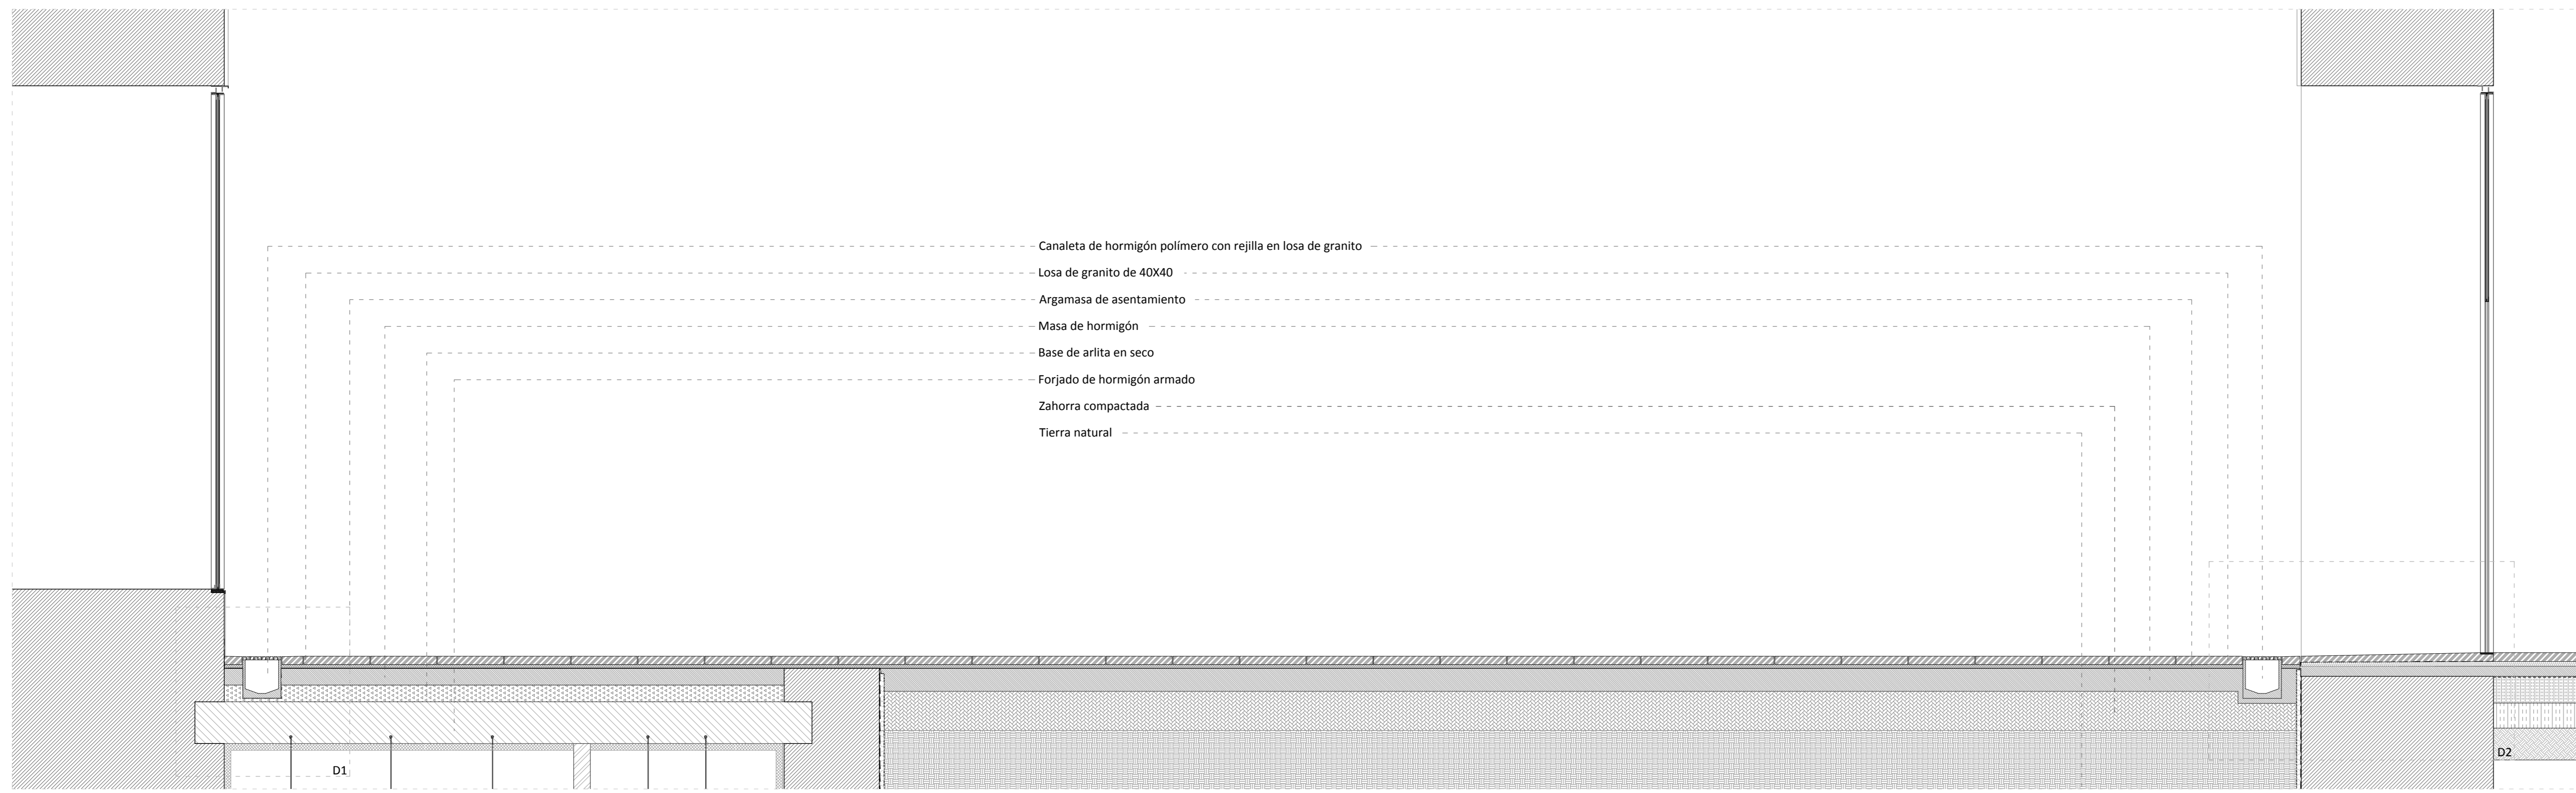 Canaleta de hormigón polímero con rejilla en losa de granito
Losa de granito de 40X40
Argamasa de asentamiento
Masa de hormigón
Base de arlita en seco
Forjado de hormigón armado
Zahorra compactada
Tierra natural
D2
D1